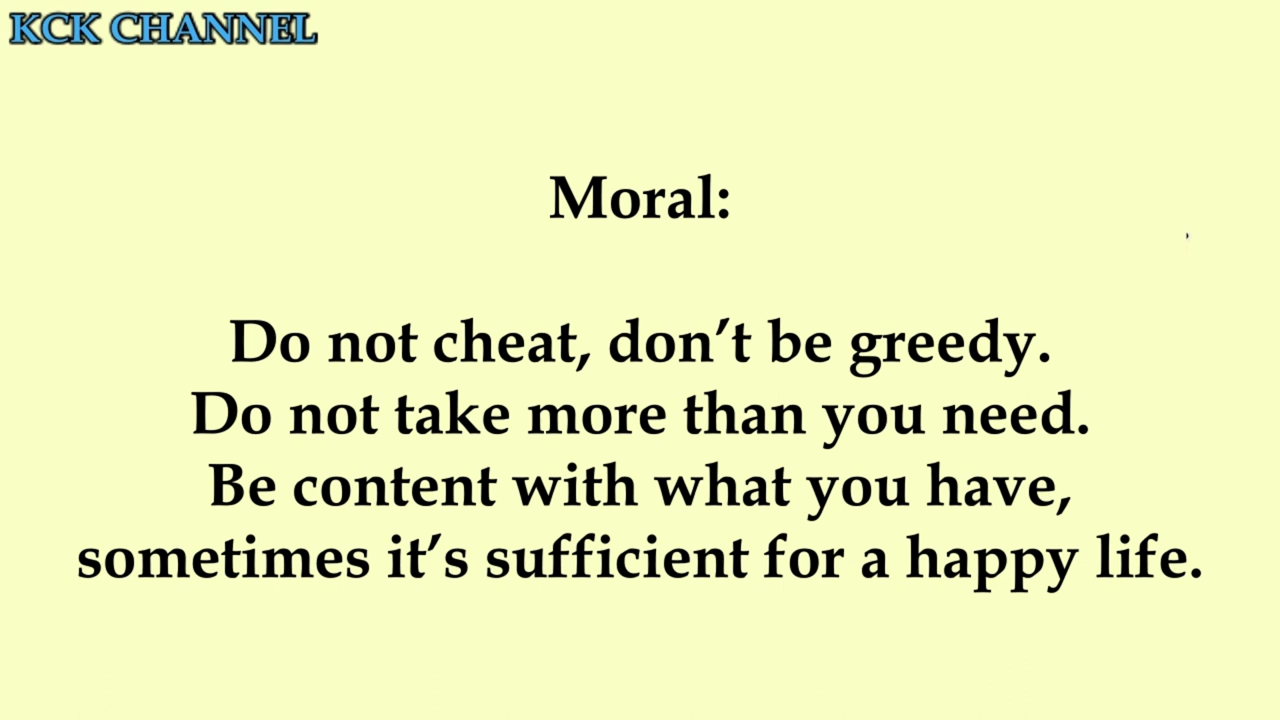 KCK CHANNEL
Moral:
Do not cheat, don’t be greedy.
Do not take more than you need.
Be content with what you have,
sometimes it’s sufficient for a happy life.